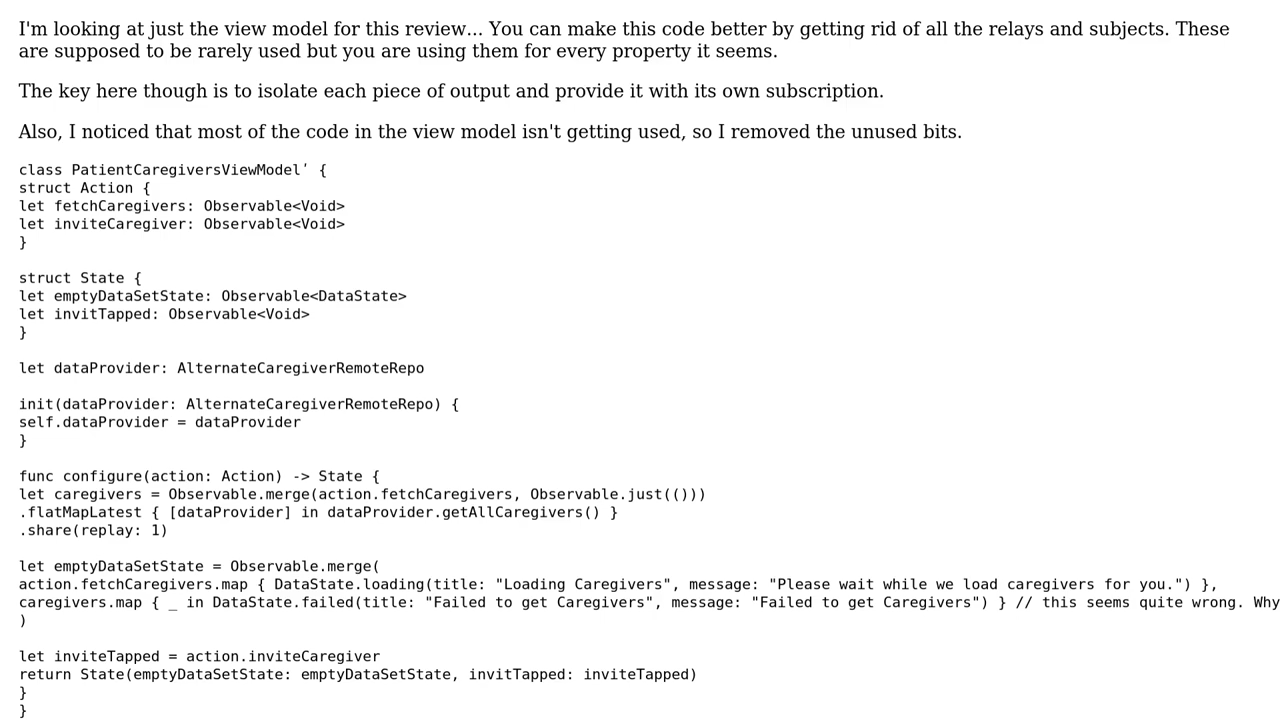 I'm looking at just the view model for this review... You can make this code better by getting rid of all the relays and subjects. These
are supposed to be rarely used but you are using them for every property it seems.
The key here though is to isolate each piece of output and provide it with its own subscription.
Also, I noticed that most of the code in the view model isn't getting used, so I removed the unused bits.
class PatientCaregiversViewModelʹ {
struct Action {
let fetchCaregivers: Observable<Void>
let inviteCaregiver: Observable<Void>
}
struct State {
let emptyDataSetState: Observable<DataState>
let invitTapped: Observable<Void>
}
let dataProvider: AlternateCaregiverRemoteRepo
init(dataProvider: AlternateCaregiverRemoteRepo) {
self.dataProvider = dataProvider
}
func configure(action: Action) -> State {
let caregivers = Observable.merge(action.fetchCaregivers, Observable.just(()))
.flatMapLatest { [dataProvider] in dataProvider.getAllCaregivers() }
.share(replay: 1)
let emptyDataSetState = Observable.merge(
action.fetchCaregivers.map { DataState.loading(title: "Loading Caregivers", message: "Please wait while we load caregivers for you.") },
caregivers.map { _ in DataState.failed(title: "Failed to get Caregivers", message: "Failed to get Caregivers") } // this seems quite wrong. Why
)
let inviteTapped = action.inviteCaregiver
return State(emptyDataSetState: emptyDataSetState, invitTapped: inviteTapped)
}
}